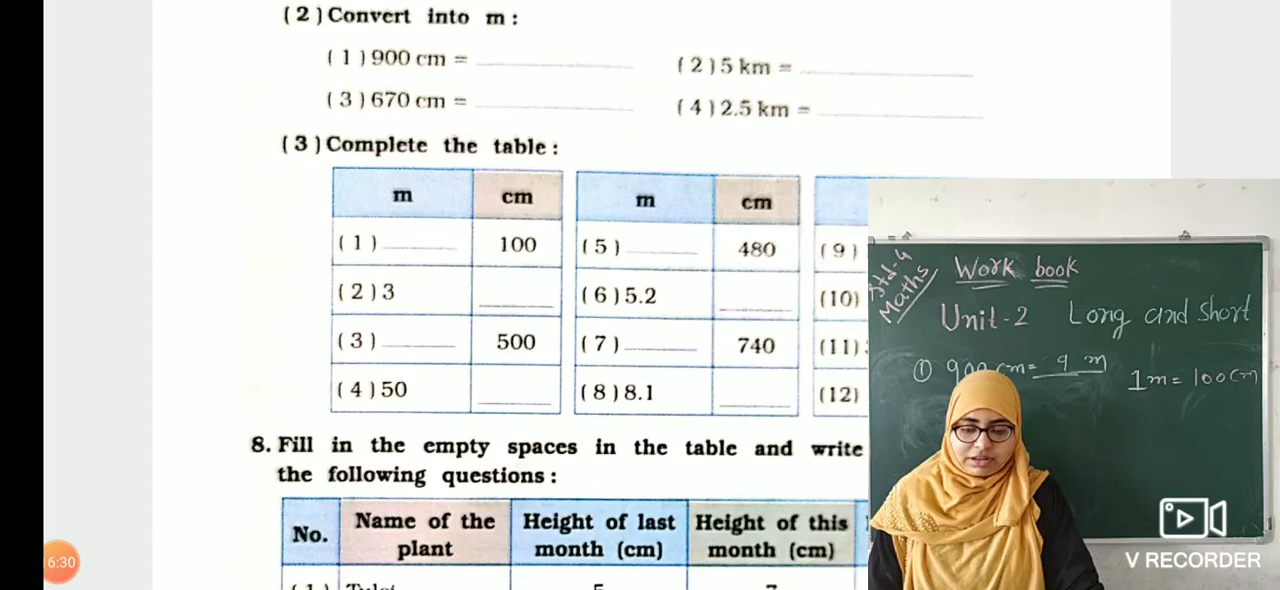 ( 2 ) Convert into m :
( 1 ) 900 cm = ( 2 ) 5 km =
( 3 ) 670 cm = ( 4 ) 2.5 km =
( 3 ) Complete the table :
m cm m cm
( 1 ) 100 ( 5 ) 480 ( 9 )
( 2 ) 3 ( 6 ) 5.2 (10)
( 3 ) 500 ( 7 ) 740 (11)
( 4 ) 50 ( 8 ) 8.1 (12)
8. Fill in the empty spaces in the table and write
the following questions :
No. Name of the plant Height of last month (cm) Height of this month (cm)
Std-4
Maths
Work book
Unit-2 Long and Short
① 900 cm = 9 m
1m = 100 cm
6:30
V RECORDER